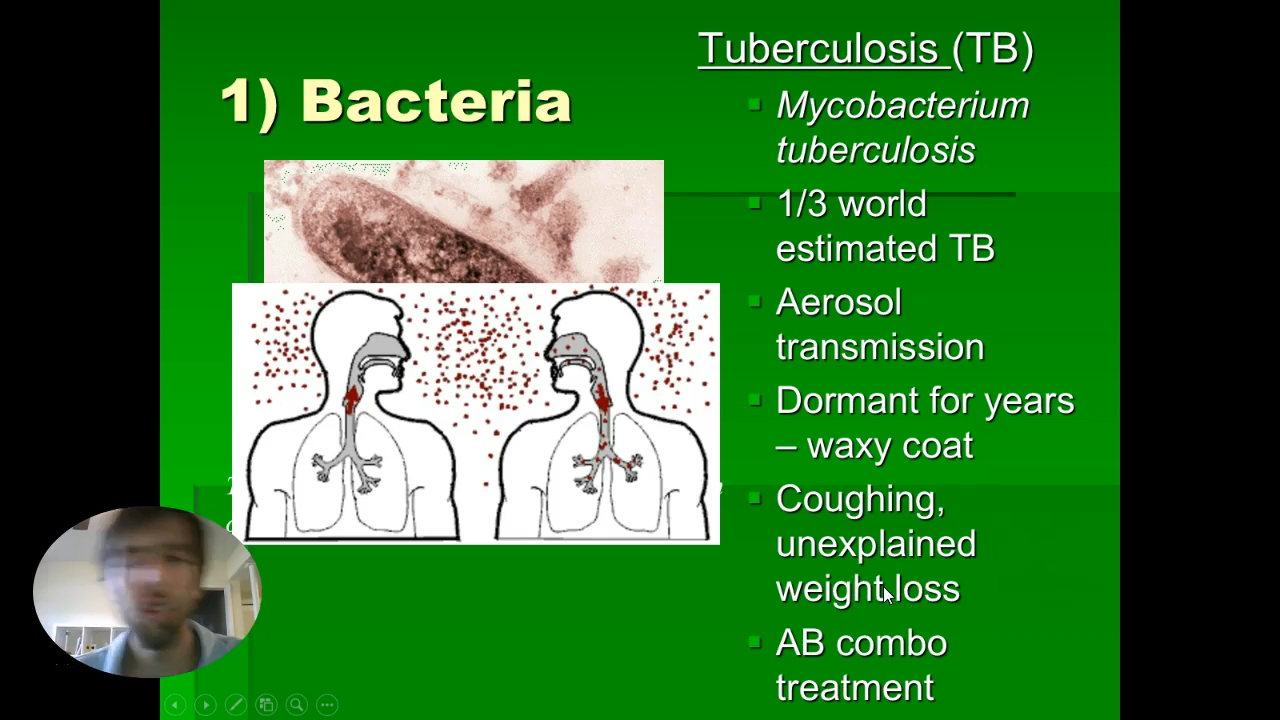 1) Bacteria
Tuberculosis (TB)
Mycobacterium
tuberculosis
1/3 world
estimated TB
Aerosol
transmission
Dormant for years
– waxy coat
Coughing,
unexplained
weight loss
AB combo
treatment